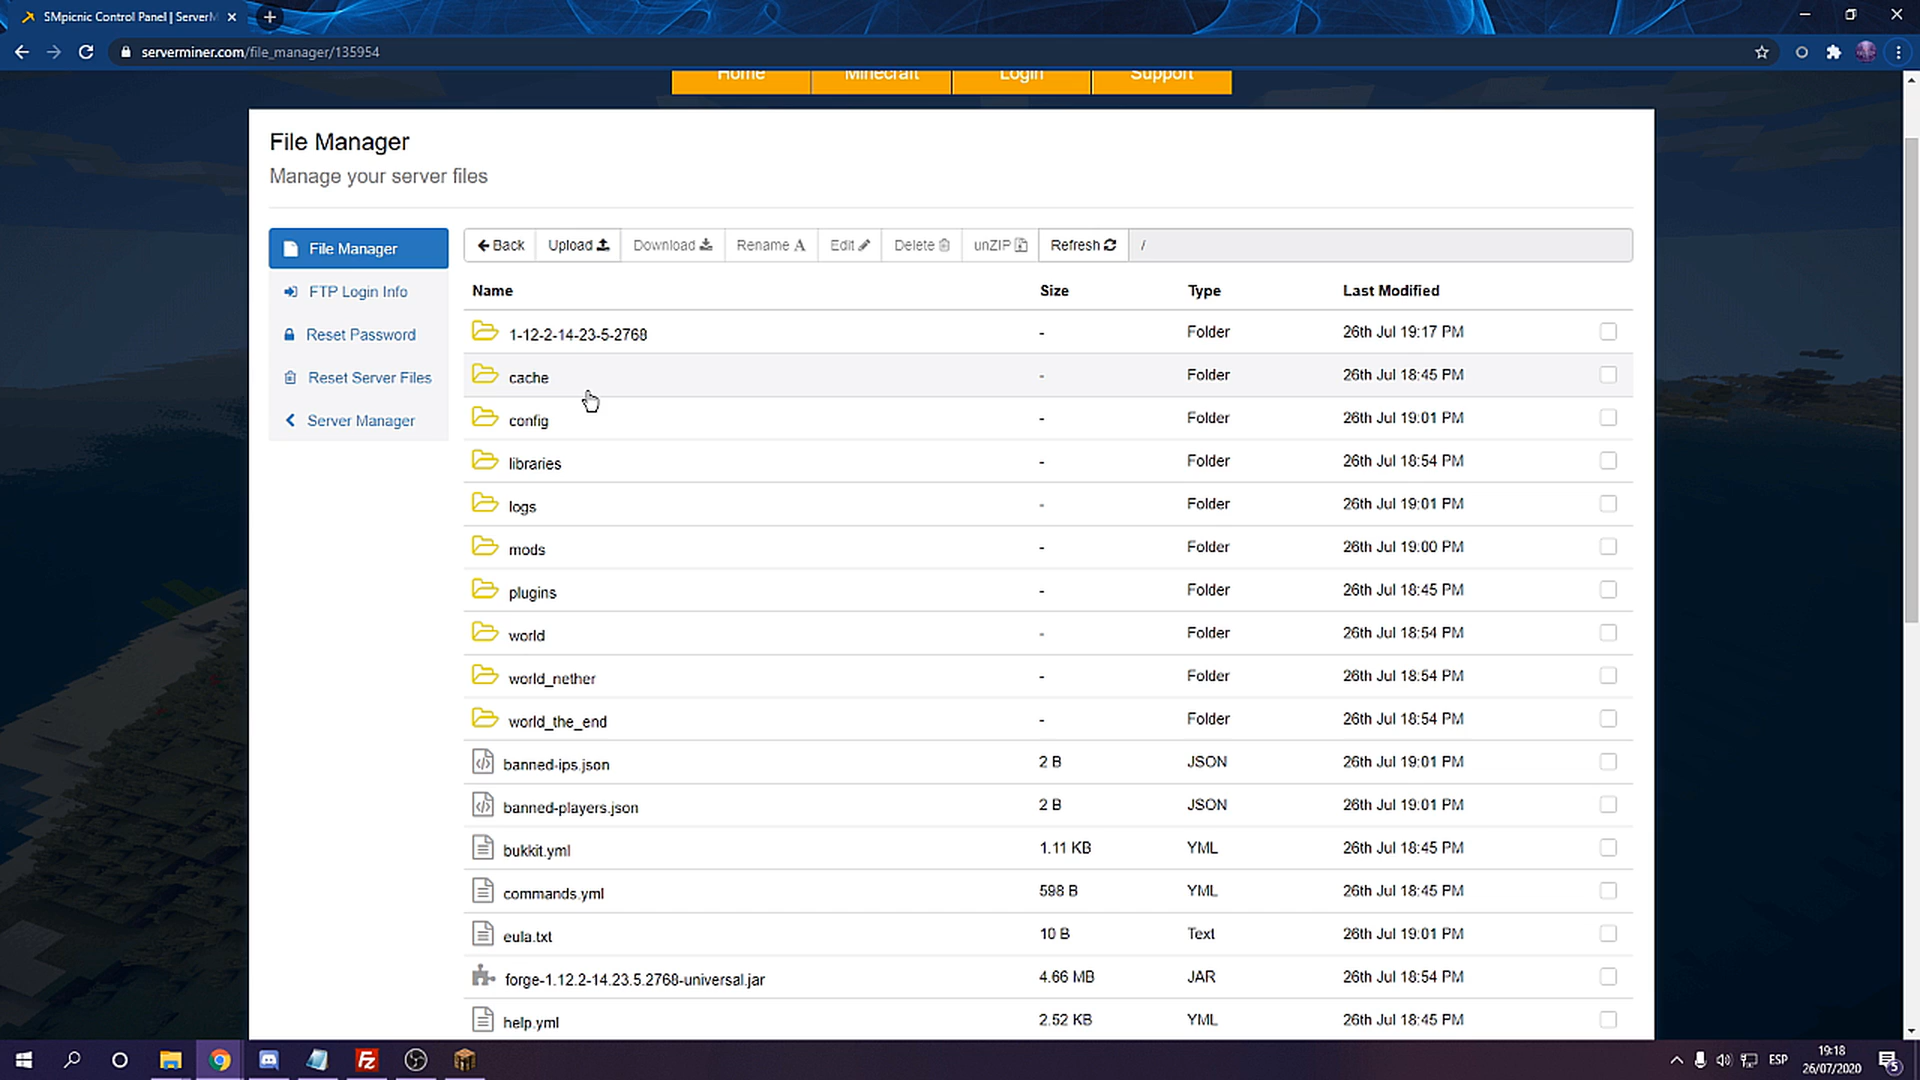 SMpicnic Control Panel | ServerM
serverminer.com/file_manager/135954
Home Minecraft Login Support
File Manager
Manage your server files
File Manager
FTP Login Info
Reset Password
Reset Server Files
Server Manager
Back Upload Download Rename Edit Delete unZIP Refresh /
Name Size Type Last Modified
1-12-2-14-23-5-2768 - Folder 26th Jul 19:17 PM
cache - Folder 26th Jul 18:45 PM
config - Folder 26th Jul 19:01 PM
libraries - Folder 26th Jul 18:54 PM
logs - Folder 26th Jul 19:01 PM
mods - Folder 26th Jul 19:00 PM
plugins - Folder 26th Jul 18:45 PM
world - Folder 26th Jul 18:54 PM
world_nether - Folder 26th Jul 18:54 PM
world_the_end - Folder 26th Jul 18:54 PM
banned-ips.json 2 B JSON 26th Jul 19:01 PM
banned-players.json 2 B JSON 26th Jul 19:01 PM
bukkit.yml 1.11 KB YML 26th Jul 18:45 PM
commands.yml 598 B YML 26th Jul 18:45 PM
eula.txt 10 B Text 26th Jul 19:01 PM
forge-1.12.2-14.23.5.2768-universal.jar 4.66 MB JAR 26th Jul 18:54 PM
help.yml 2.52 KB YML 26th Jul 18:45 PM
ESP
19:18
26/07/2020
5